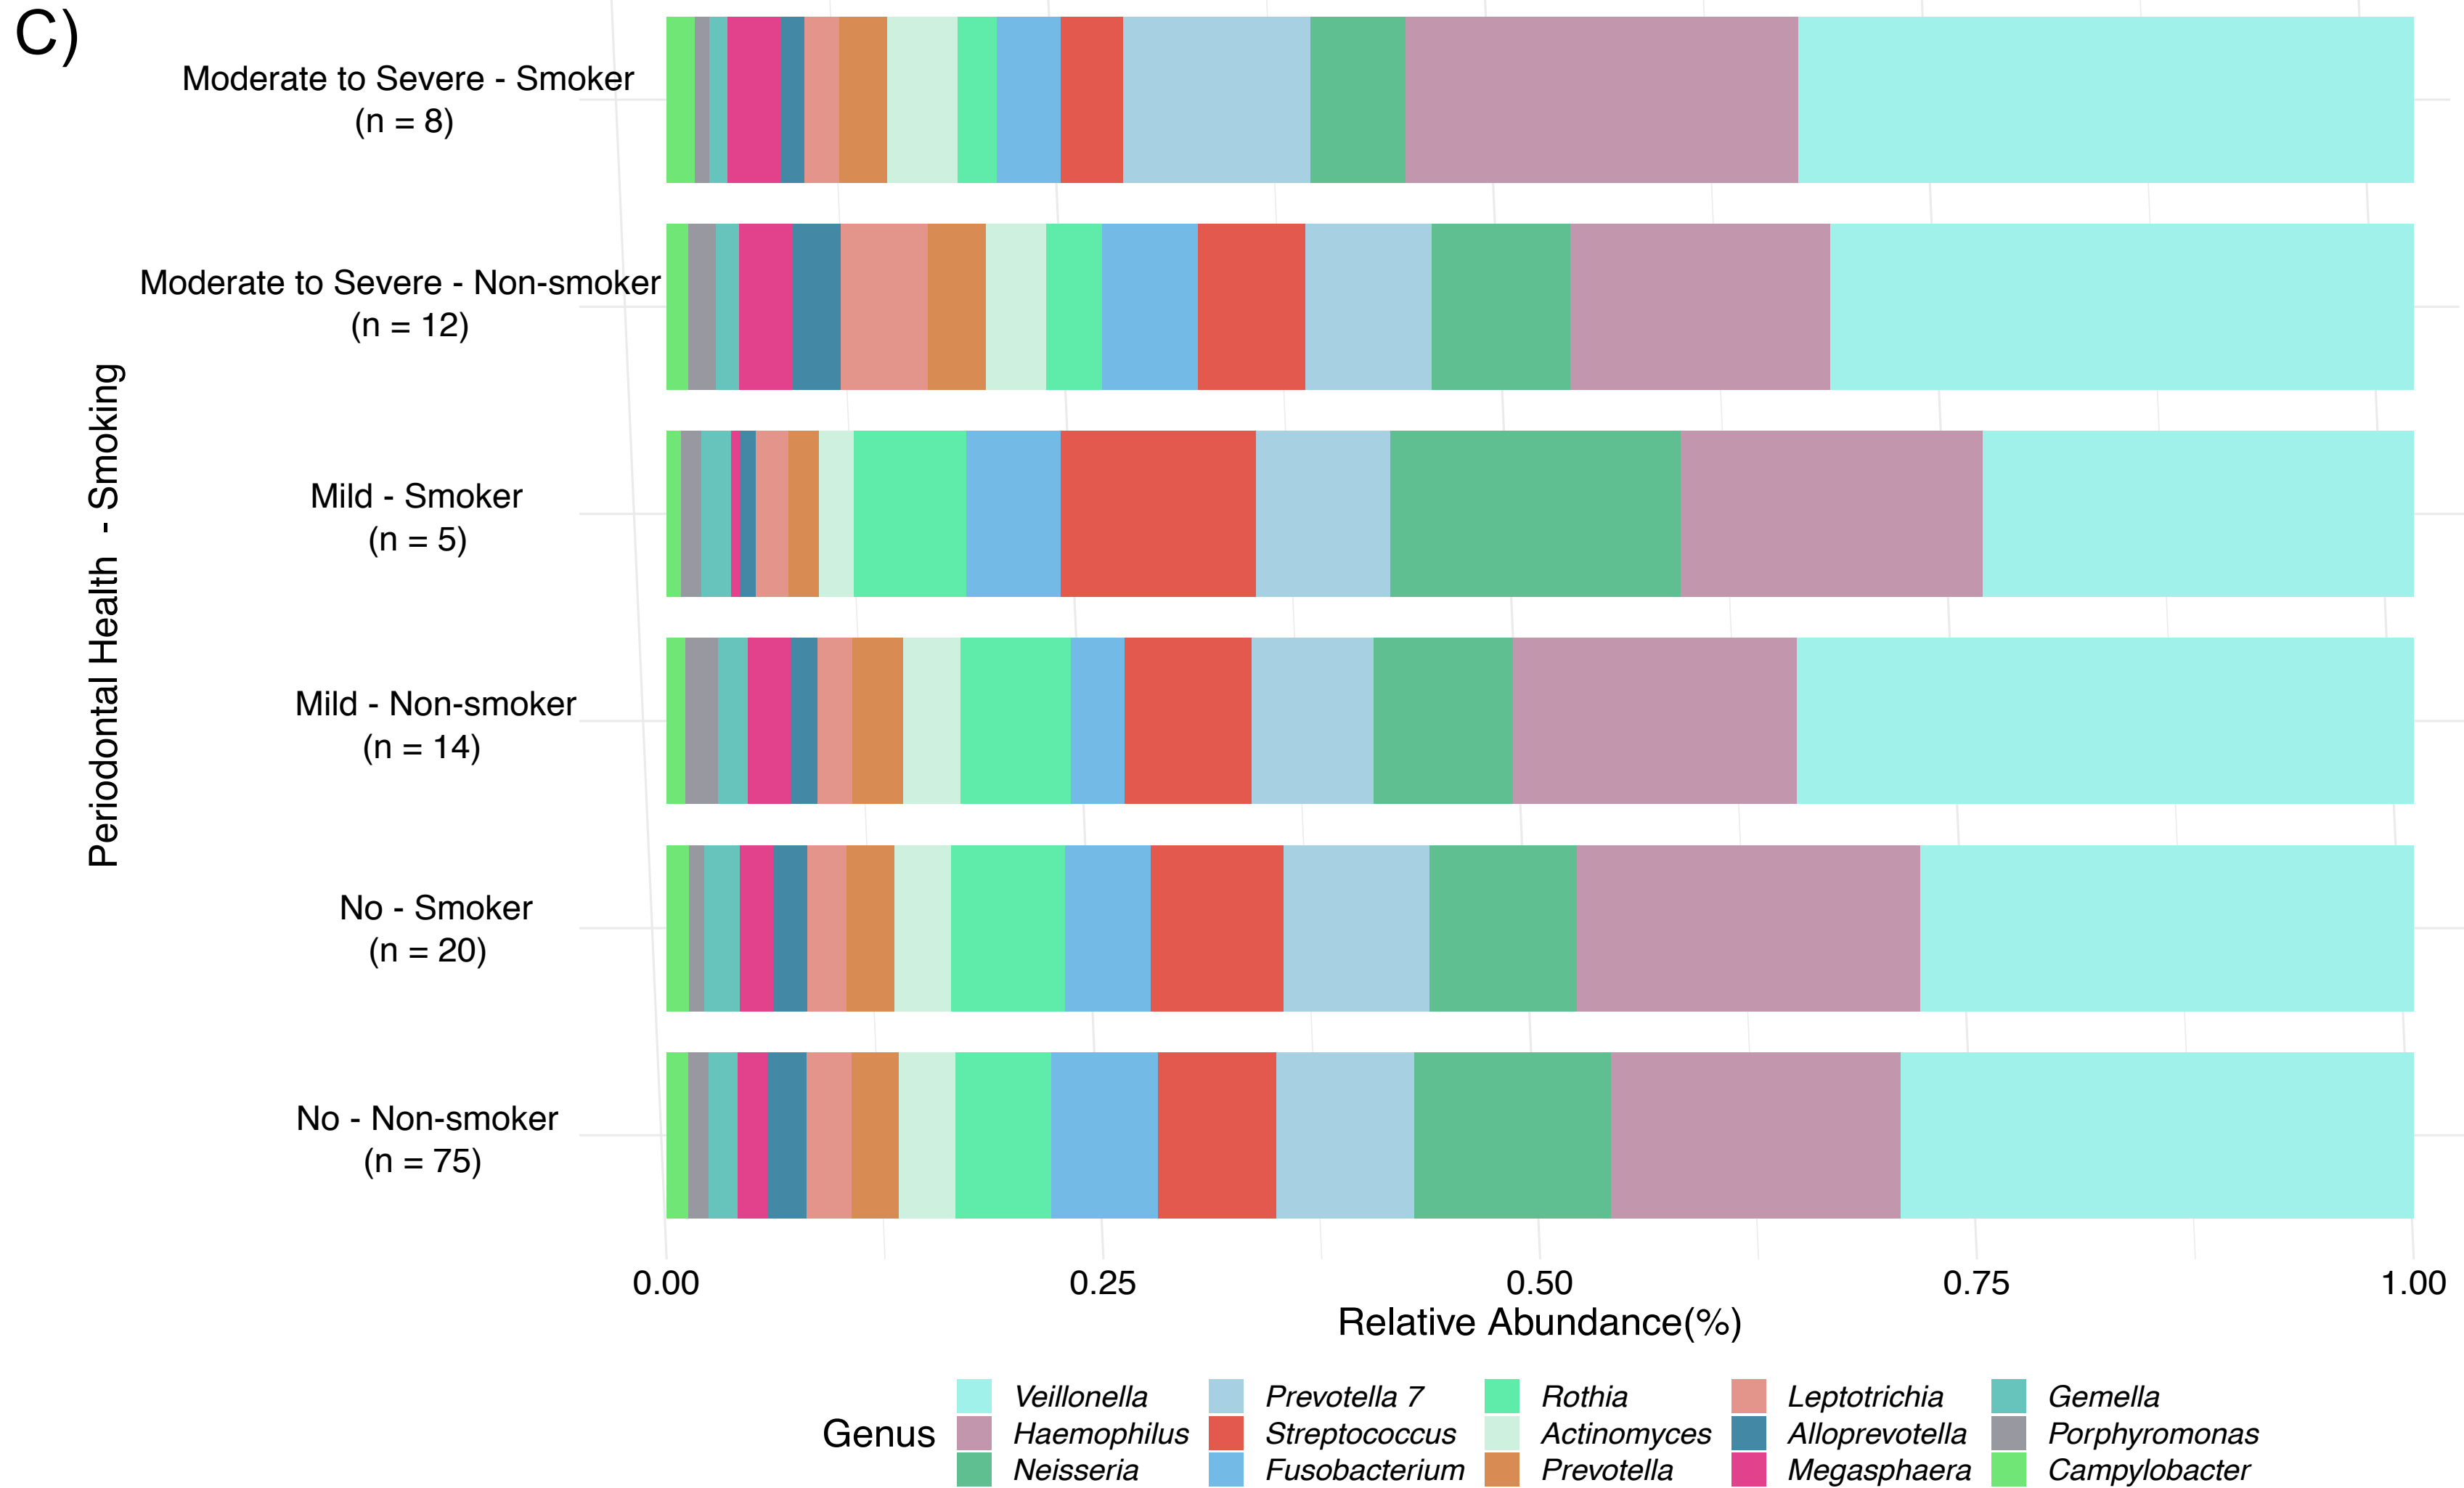 C)
Moderate to Severe - Smoker
(n = 8)
Moderate to Severe - Non-smoker
(n = 12)
Mild - Smoker
(n = 5)
Mild - Non-smoker
(n = 14)
No - Smoker
(n = 20)
No - Non-smoker
(n = 75)
Periodontal Health - Smoking
0.00 0.25 0.50 0.75 1.00
Relative Abundance(%)
Genus
Veillonella Prevotella 7 Rothia Leptotrichia Gemella
Haemophilus Streptococcus Actinomyces Alloprevotella Porphyromonas
Neisseria Fusobacterium Prevotella Megasphaera Campylobacter